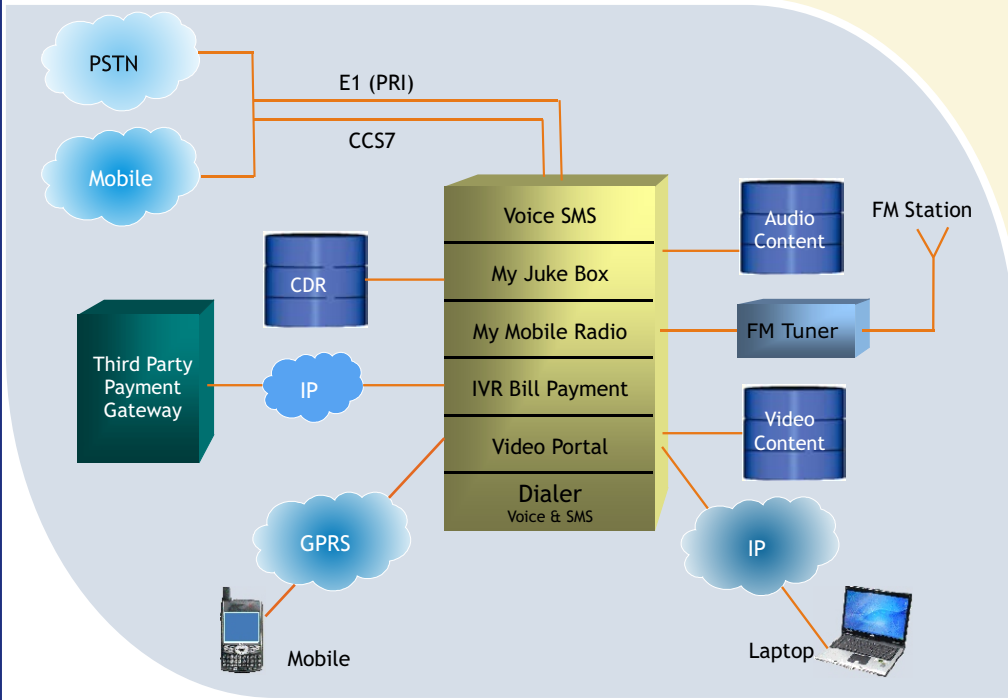 PSTN
E1 (PRI)
CCS7
Mobile
Voice SMS
Audio
Content
FM Station
CDR
My Juke Box
My Mobile Radio
FM Tuner
Third Party
Payment
Gateway
IP
IVR Bill Payment
Video Portal
Video
Content
Dialer
Voice & SMS
GPRS
IP
Mobile
Laptop